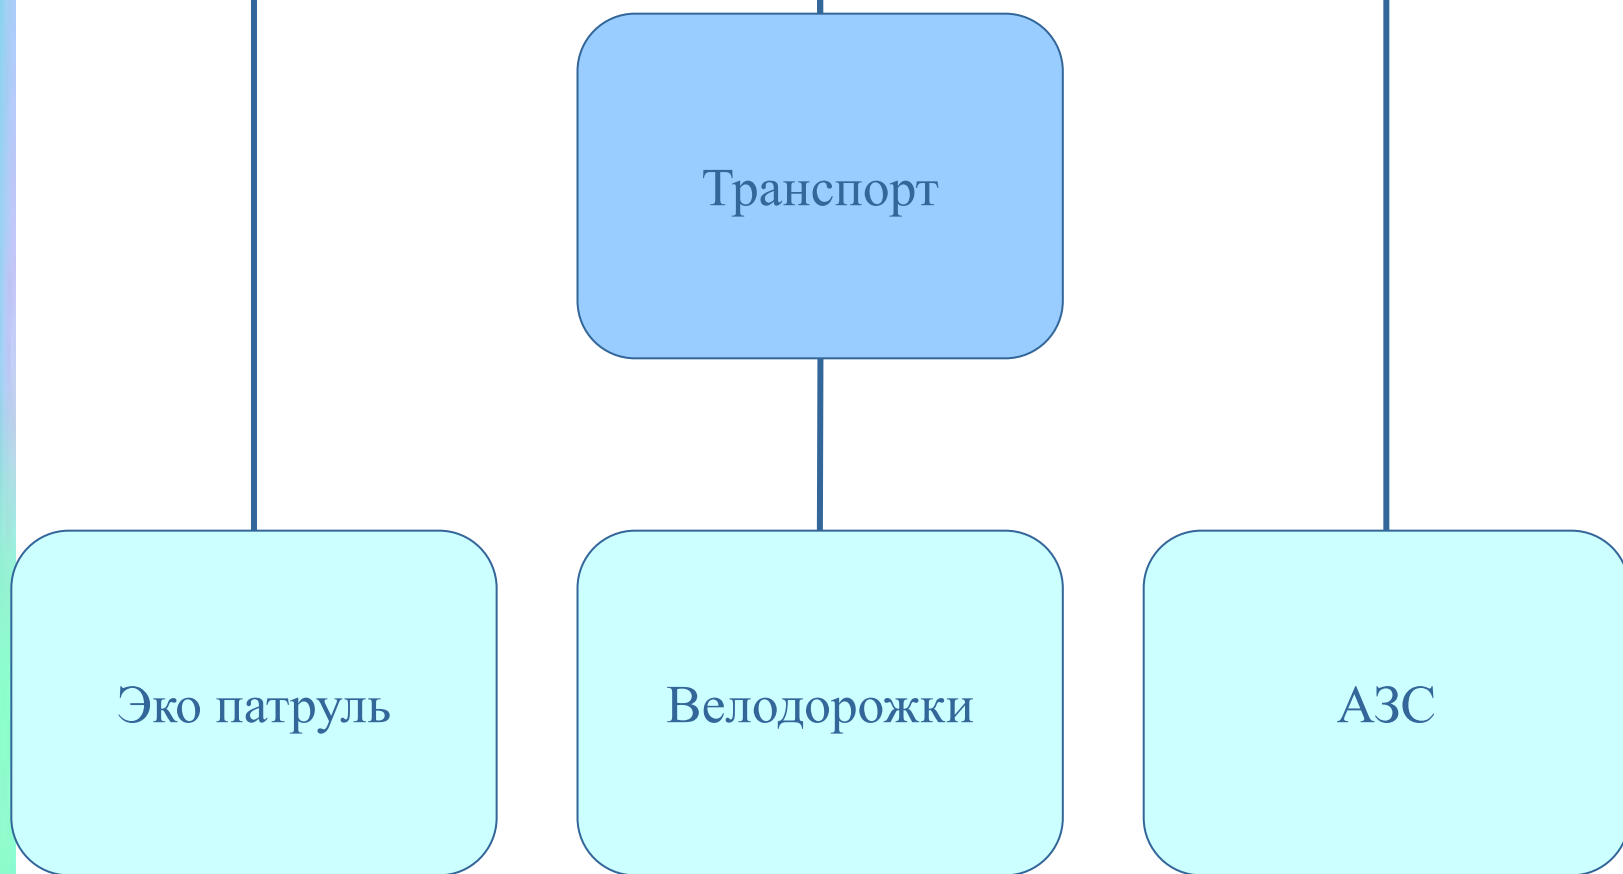 Транспорт
Эко патруль
Велодорожки
АЗС